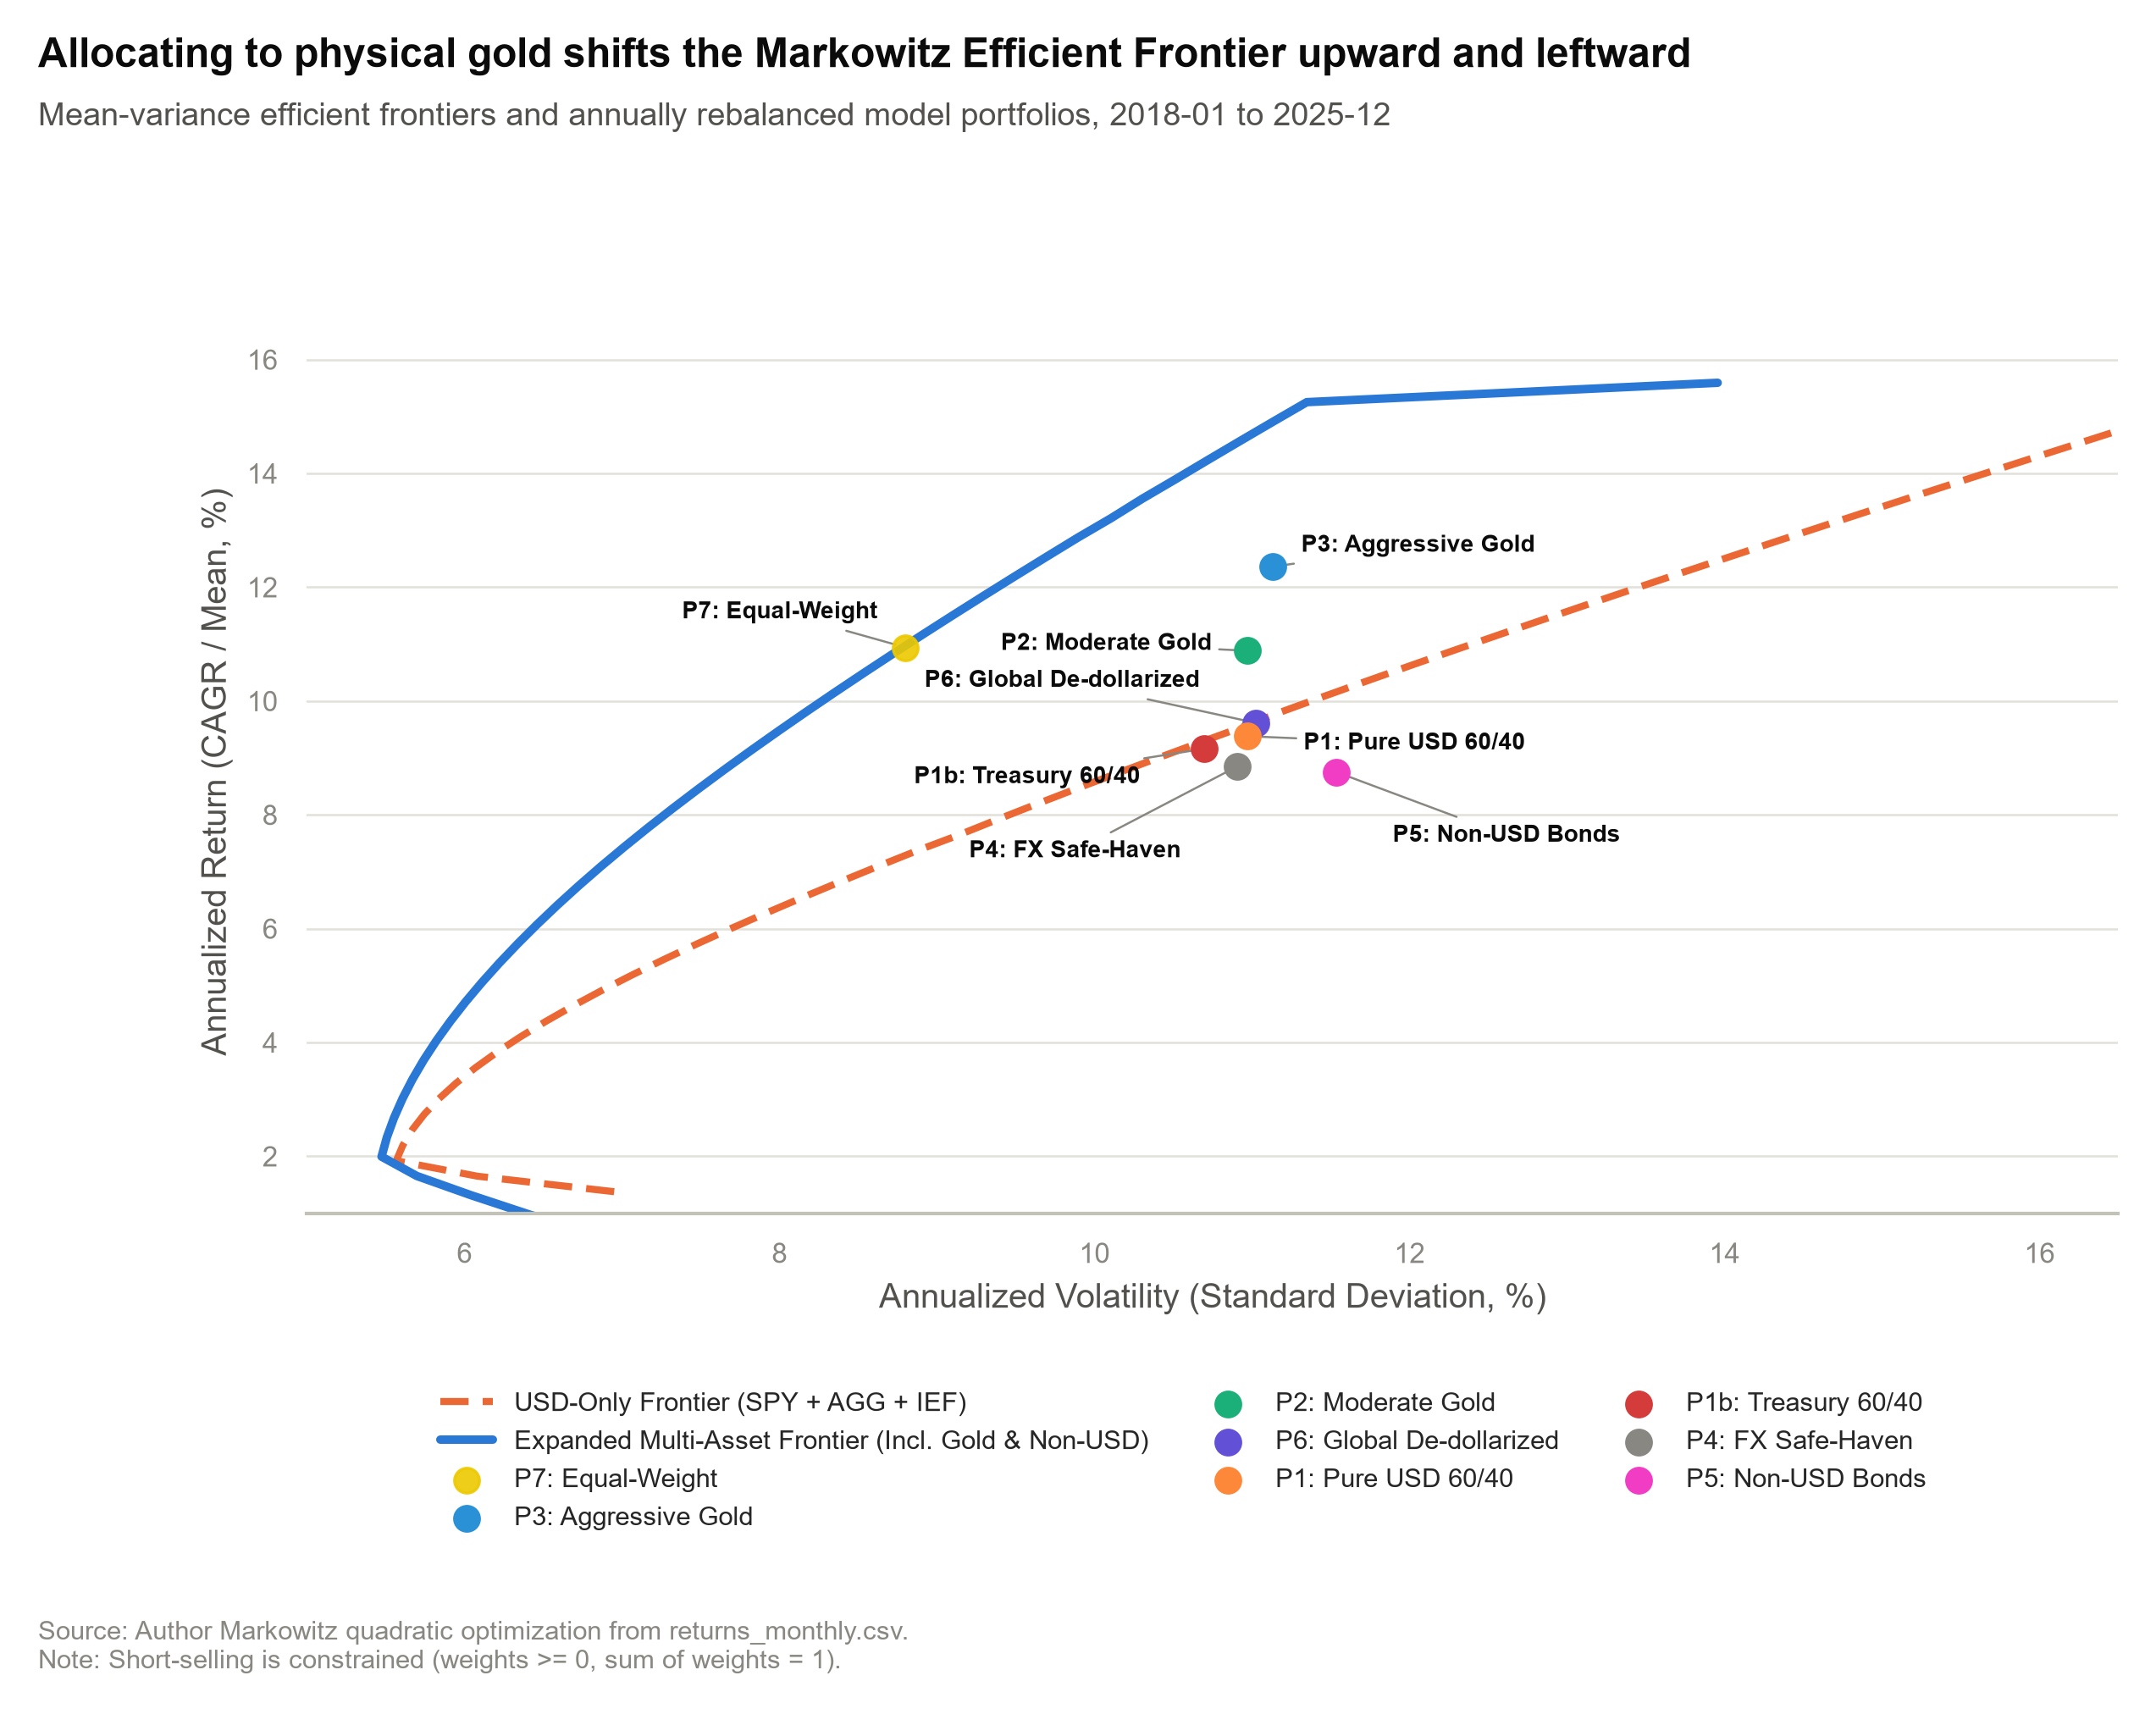 Allocating to physical gold shifts the Markowitz Efficient Frontier upward and leftward
Mean-variance efficient frontiers and annually rebalanced model portfolios, 2018-01 to 2025-12
Annualized Return (CAGR / Mean, %)
16
14
12
10
8
6
4
2
P3: Aggressive Gold
P7: Equal-Weight
P2: Moderate Gold
P6: Global De-dollarized
P1: Pure USD 60/40
P1b: Treasury 60/40
P5: Non-USD Bonds
P4: FX Safe-Haven
6
8
10
12
14
16
Annualized Volatility (Standard Deviation, %)
USD-Only Frontier (SPY + AGG + IEF)
Expanded Multi-Asset Frontier (Incl. Gold & Non-USD)
P7: Equal-Weight
P3: Aggressive Gold
P2: Moderate Gold
P6: Global De-dollarized
P1: Pure USD 60/40
P1b: Treasury 60/40
P4: FX Safe-Haven
P5: Non-USD Bonds
Source: Author Markowitz quadratic optimization from returns_monthly.csv.
Note: Short-selling is constrained (weights >= 0, sum of weights = 1).